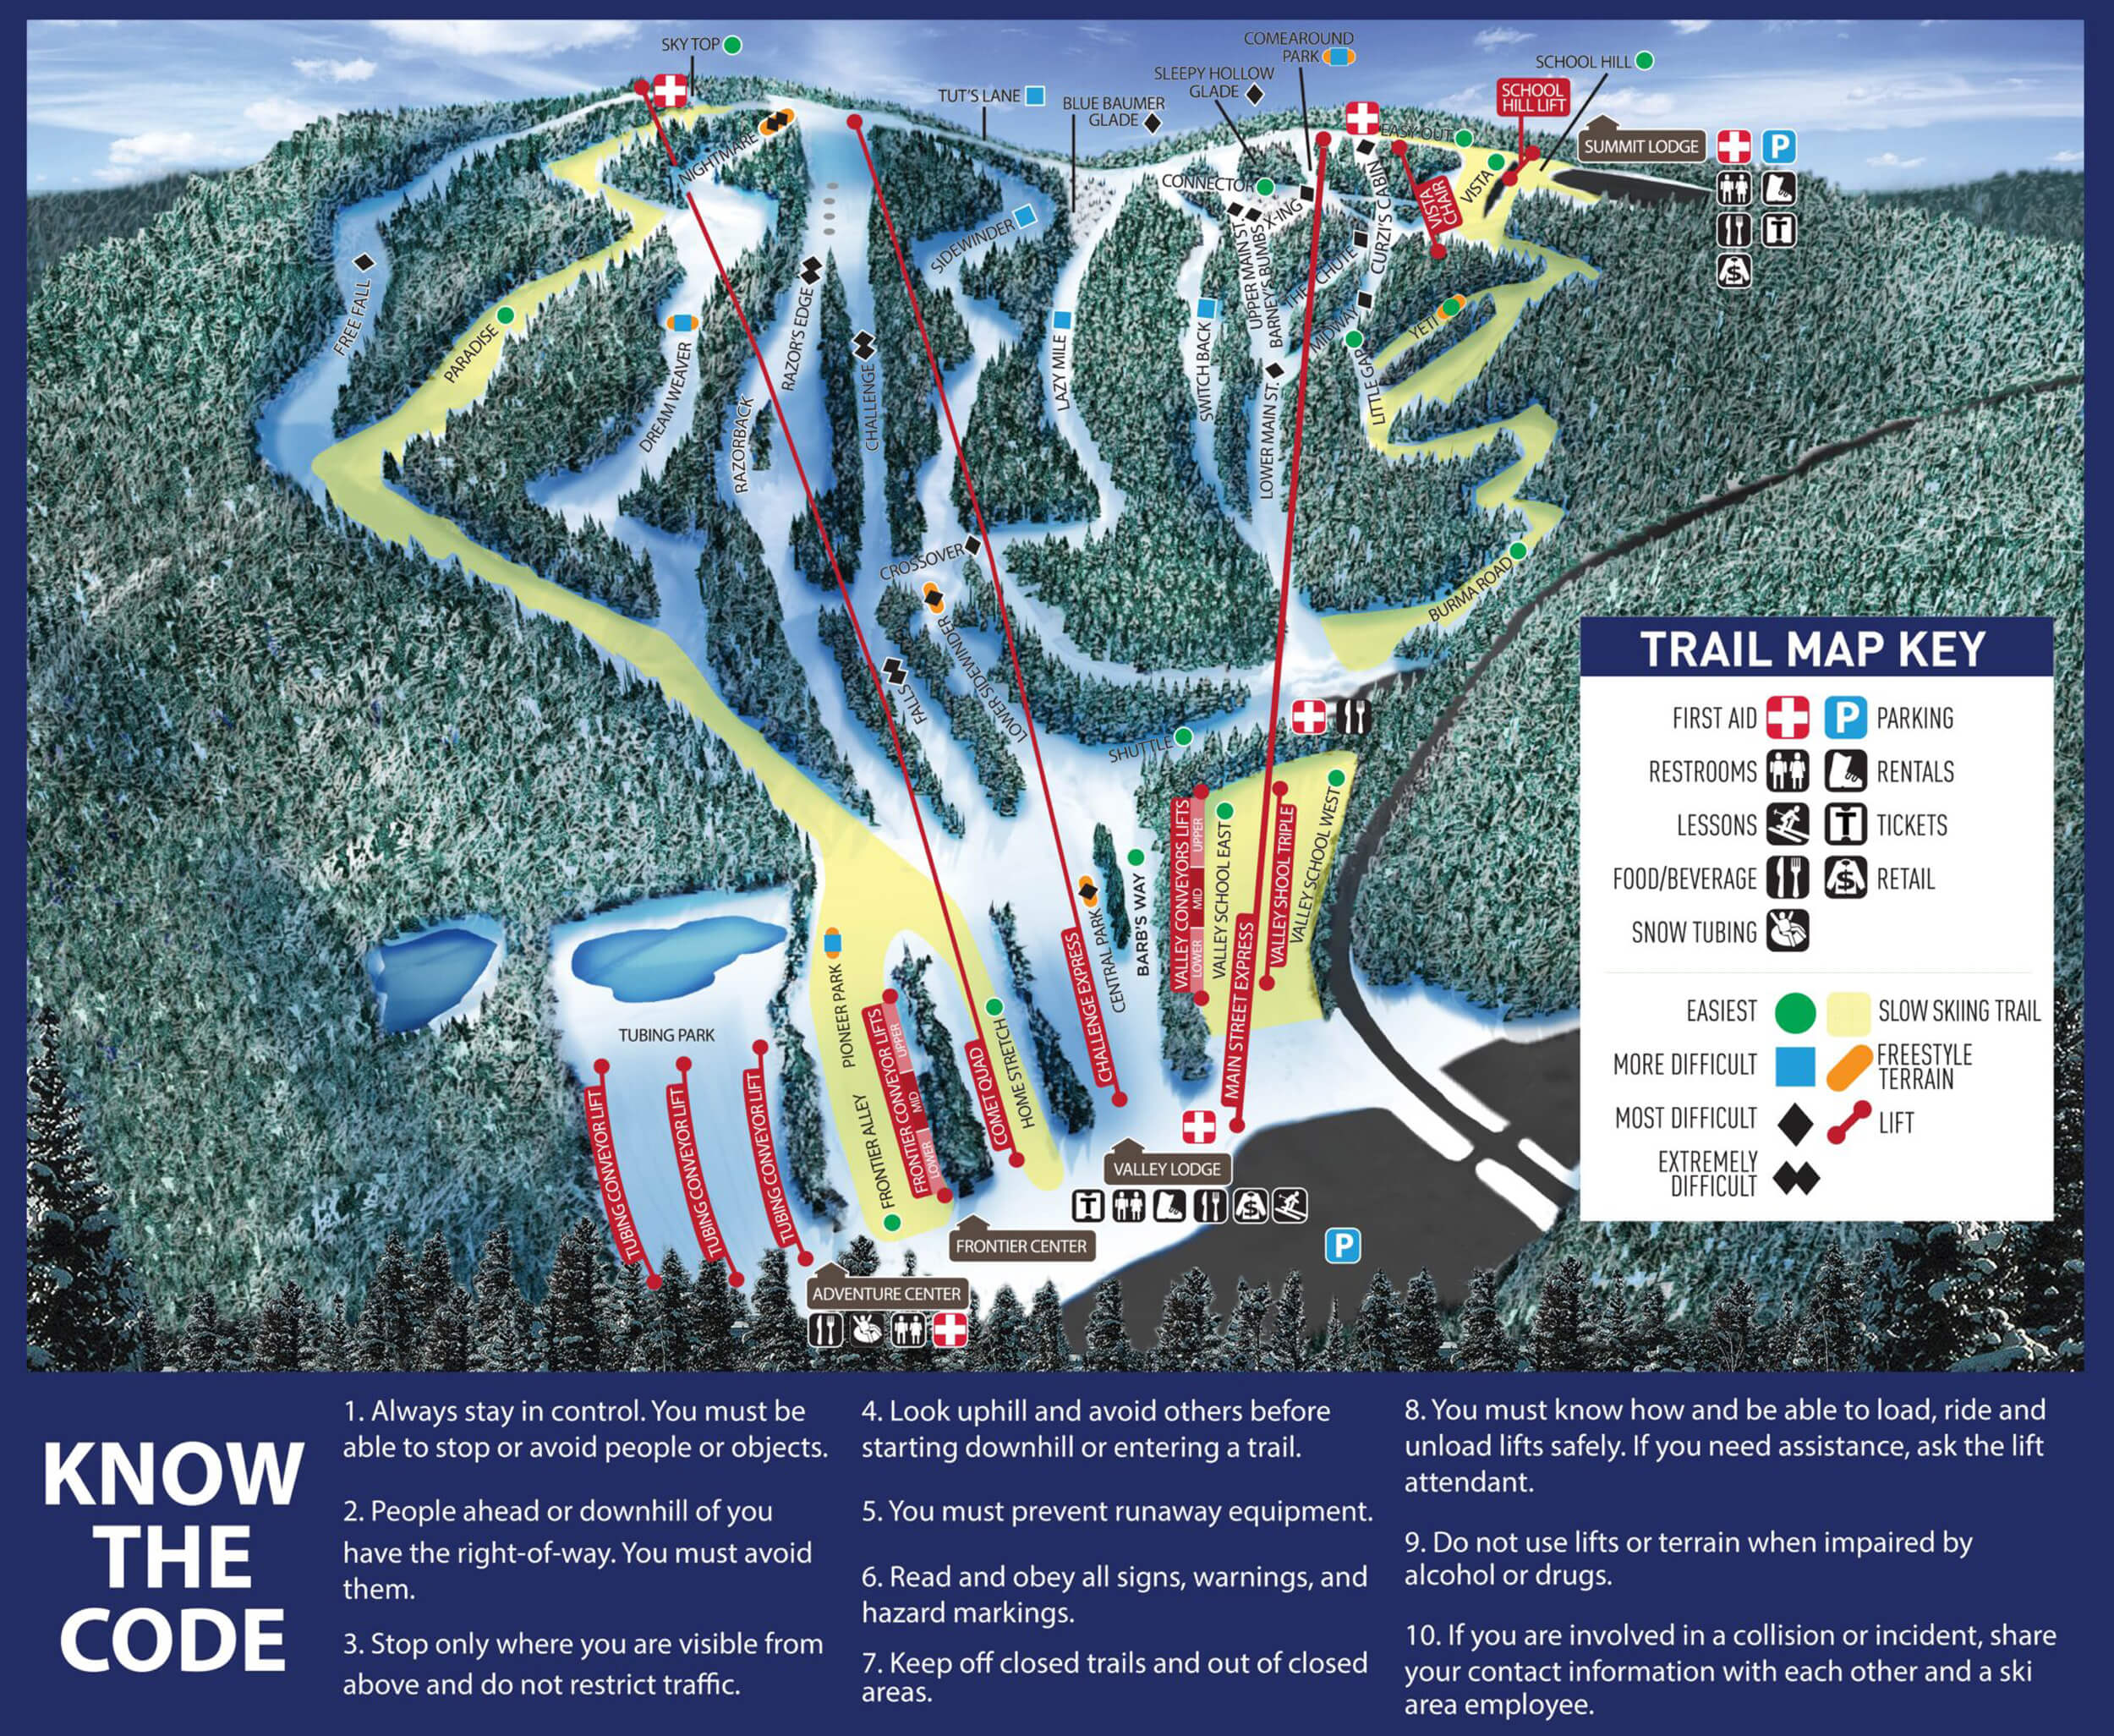 SKY TOP
COMEAROUND
PARK
SCHOOL HILL
SLEEPY HOLLOW
GLADE
TUT'S LANE
BLUE BAUMER
GLADE
SCHOOL
HILL LIFT
SUMMIT LODGE
P
T
$
NIGHTMARE
EASY OUT
CONNECTOR
VISTA
VISTA
CHAIR
X-ING
CURZI'S CABIN
UPPER MAIN ST.
BARNEY'S BUMBS
THE CHUTE
SIDEWINDER
FREE FALL
PARADISE
DREAM WEAVER
RAZOR'S EDGE
RAZORBACK
CHALLENGE
LAZY MILE
SWITCH BACK
LOWER MAIN ST.
MIDWAY
YETI
LITTLE GAP
CROSSOVER
BURMA ROAD
FALLS
LOWER SIDEWINDER
SHUTTLE
BARB'S WAY
VALLEY CONVEYORS LIFTS
UPPER
MID
LOWER
VALLEY SCHOOL EAST
MAIN STREET EXPRESS
VALLEY SHOOL TRIPLE
VALLEY SCHOOL WEST
CENTRAL PARK
CHALLENGE EXPRESS
HOME STRETCH
COMET QUAD
PIONEER PARK
FRONTIER ALLEY
FRONTIER CONVEYOR LIFTS
UPPER
MID
LOWER
TUBING PARK
TUBING CONVEYOR LIFT
TUBING CONVEYOR LIFT
TUBING CONVEYOR LIFT
VALLEY LODGE
T
$
P
FRONTIER CENTER
ADVENTURE CENTER
TRAIL MAP KEY
FIRST AID
P PARKING
RESTROOMS
RENTALS
LESSONS
T TICKETS
FOOD/BEVERAGE
$ RETAIL
SNOW TUBING
EASIEST
SLOW SKIING TRAIL
MORE DIFFICULT
FREESTYLE
TERRAIN
MOST DIFFICULT
LIFT
EXTREMELY
DIFFICULT
KNOW
THE
CODE
1. Always stay in control. You must be
able to stop or avoid people or objects.
2. People ahead or downhill of you
have the right-of-way. You must avoid
them.
3. Stop only where you are visible from
above and do not restrict traffic.
4. Look uphill and avoid others before
starting downhill or entering a trail.
5. You must prevent runaway equipment.
6. Read and obey all signs, warnings, and
hazard markings.
7. Keep off closed trails and out of closed
areas.
8. You must know how and be able to load, ride and
unload lifts safely. If you need assistance, ask the lift
attendant.
9. Do not use lifts or terrain when impaired by
alcohol or drugs.
10. If you are involved in a collision or incident, share
your contact information with each other and a ski
area employee.